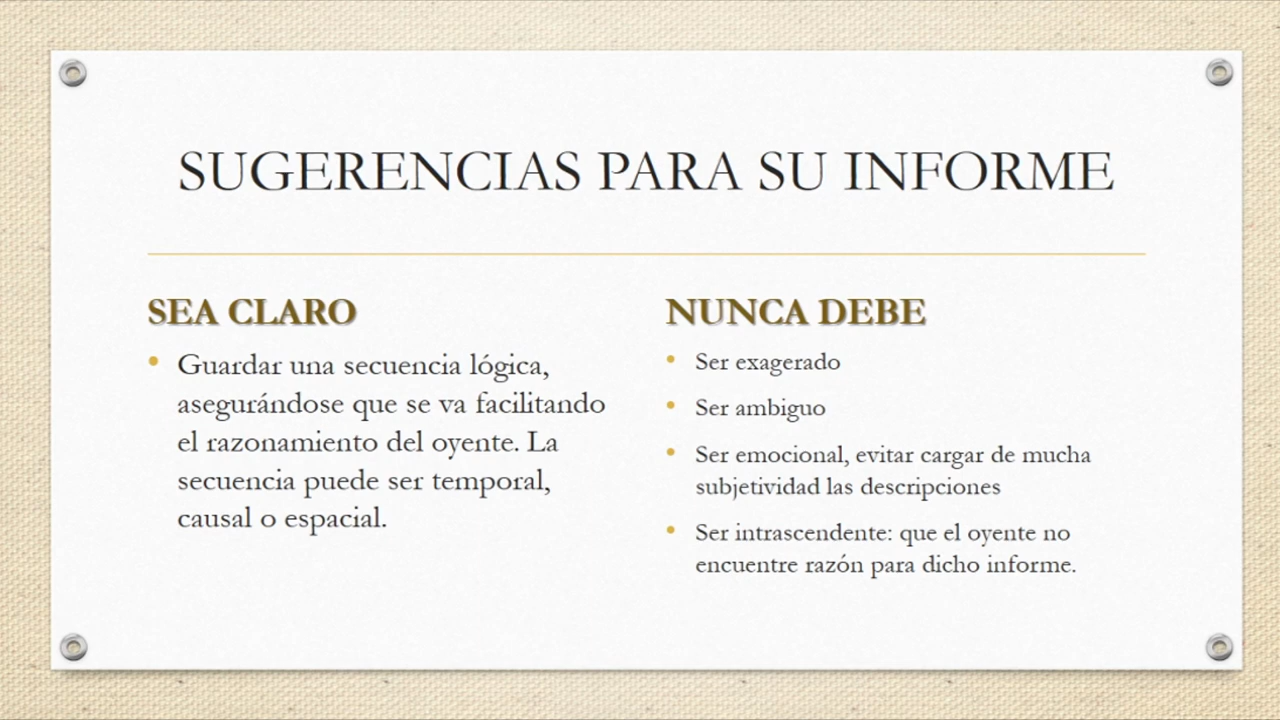 SUGERENCIAS PARA SU INFORME
SEA CLARO
• Guardar una secuencia lógica,
asegurándose que se va facilitando
el razonamiento del oyente. La
secuencia puede ser temporal,
causal o espacial.
NUNCA DEBE
• Ser exagerado
• Ser ambiguo
• Ser emocional, evitar cargar de mucha
subjetividad las descripciones
• Ser intrascendente: que el oyente no
encuentre razón para dicho informe.